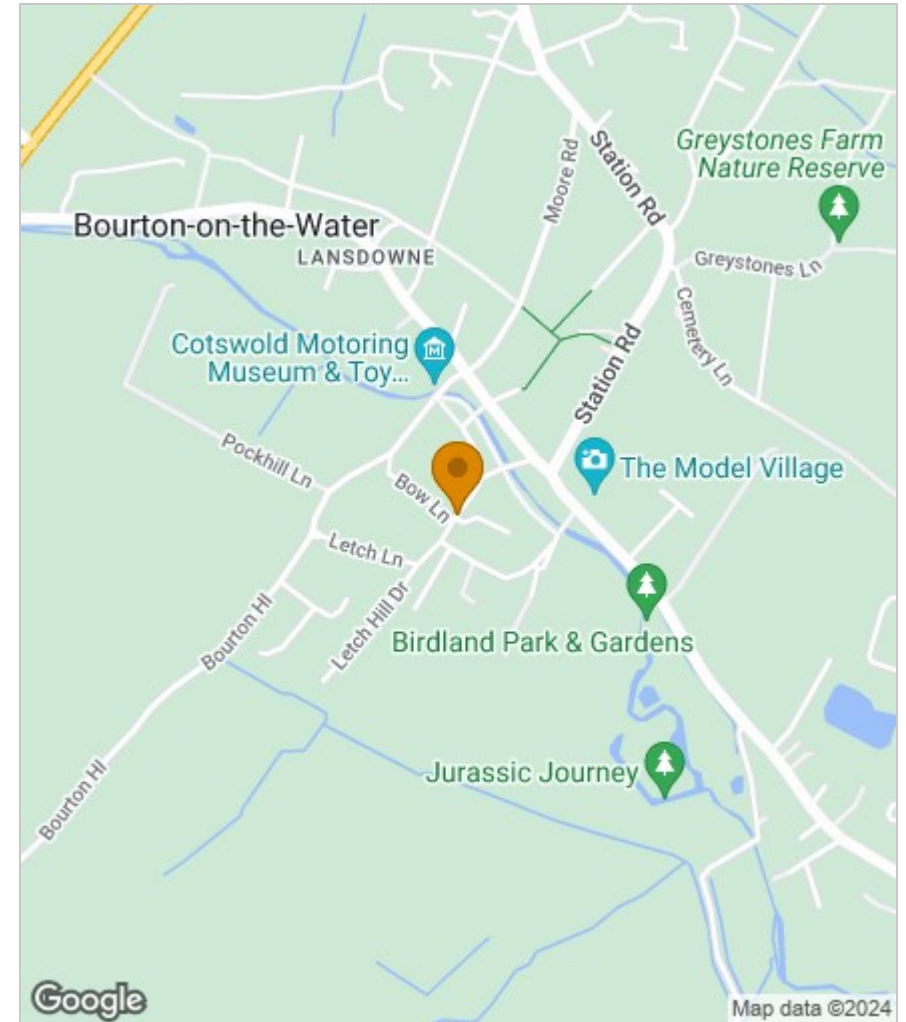 Greystones Farm
Nature Reserve
Station Rd
Moore Rd
Bourton-on-the-Water
LANSDOWNE
Greystones Ln
Cemetery Ln
Cotswold Motoring
Museum & Toy...
Station Rd
Pockhill Ln
Bow Ln
The Model Village
Letch Ln
Letch Hill Dr
Bourton Hl
Birdland Park & Gardens
Jurassic Journey
Bourton Hl
Google
Map data ©2024